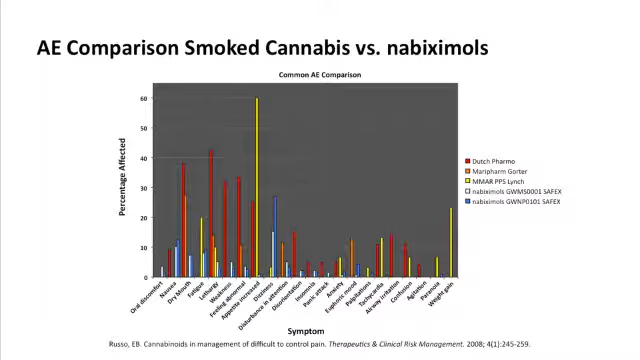 AE Comparison Smoked Cannabis vs. nabiximols
Common AE Comparison
Percentage Affected
60
50
40
30
20
10
0
Oral discomfort
Nausea
Dry Mouth
Fatigue
Lethargy
Weakness
Feeling abnormal
Appetite increased
Dizziness
Disturbance in attention
Disorientation
Insomnia
Panic attack
Anxiety
Euphoric mood
Palpitations
Tachycardia
Airway irritation
Confusion
Agitation
Paranoia
Weight gain
Symptom
Dutch Pharmo
Maripharm Gorter
MMAR PPS Lynch
nabiximols GWMS0001 SAFEX
nabiximols GWNP0101 SAFEX
Russo, EB. Cannabinoids in management of difficult to control pain. Therapeutics & Clinical Risk Management. 2008; 4(1):245-259.